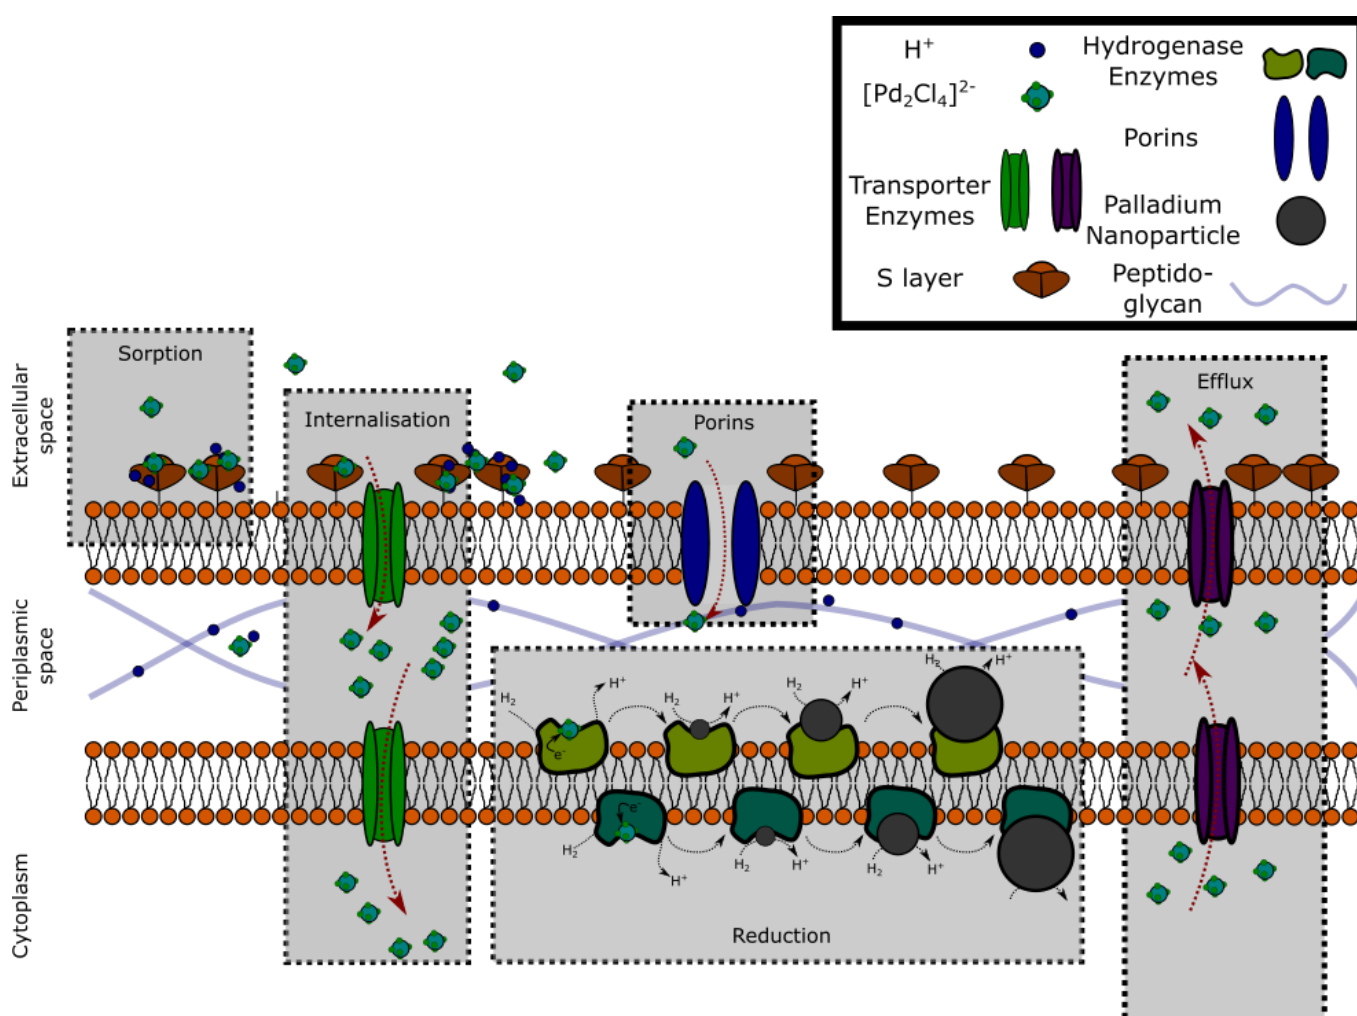 H⁺
[Pd₂Cl₄]²⁻
Transporter
Enzymes
S layer
Hydrogenase
Enzymes
Porins
Palladium
Nanoparticle
Peptido-
glycan
Extracellular
space
Periplasmic
space
Cytoplasm
Sorption
Internalisation
Porins
Efflux
H₂
H⁺
e⁻
H₂
H⁺
H₂
H⁺
H₂
H⁺
e⁻
H₂
H⁺
H₂
H⁺
H₂
H⁺
Reduction